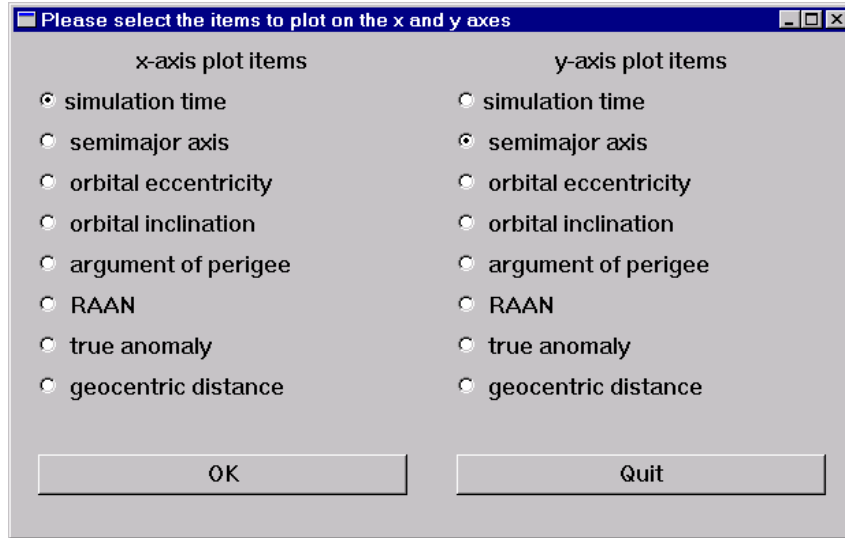 Please select the items to plot on the x and y axes
x-axis plot items
simulation time
semimajor axis
orbital eccentricity
orbital inclination
argument of perigee
RAAN
true anomaly
geocentric distance
y-axis plot items
simulation time
semimajor axis
orbital eccentricity
orbital inclination
argument of perigee
RAAN
true anomaly
geocentric distance
OK
Quit